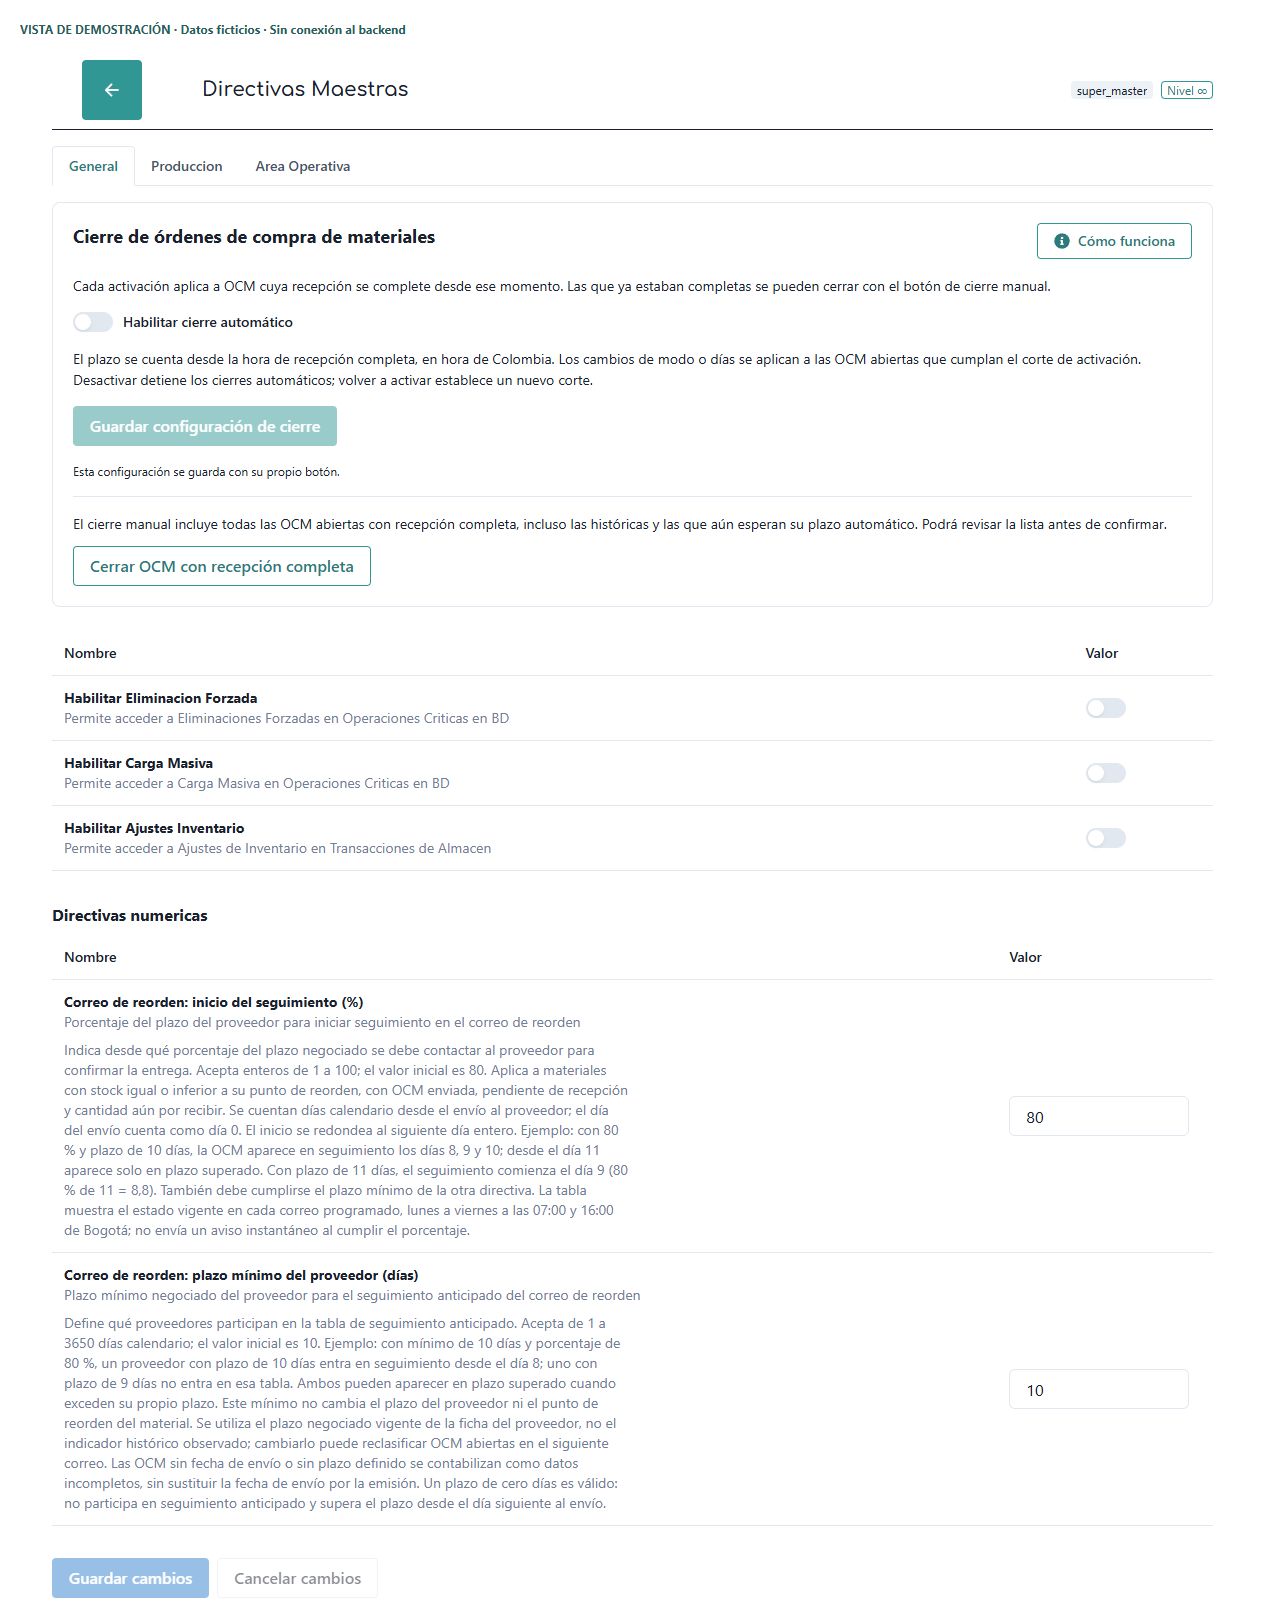 VISTA DE DEMOSTRACIÓN · Datos ficticios · Sin conexión al backend
Directivas Maestras
super_master
Nivel ∞
General
Produccion
Area Operativa
Cierre de órdenes de compra de materiales
Cómo funciona
Cada activación aplica a OCM cuya recepción se complete desde ese momento. Las que ya estaban completas se pueden cerrar con el botón de cierre manual.
Habilitar cierre automático
El plazo se cuenta desde la hora de recepción completa, en hora de Colombia. Los cambios de modo o días se aplican a las OCM abiertas que cumplan el corte de activación.
Desactivar detiene los cierres automáticos; volver a activar establece un nuevo corte.
Guardar configuración de cierre
Esta configuración se guarda con su propio botón.
El cierre manual incluye todas las OCM abiertas con recepción completa, incluso las históricas y las que aún esperan su plazo automático. Podrá revisar la lista antes de confirmar.
Cerrar OCM con recepción completa
Nombre
Valor
Habilitar Eliminacion Forzada
Permite acceder a Eliminaciones Forzadas en Operaciones Criticas en BD
Habilitar Carga Masiva
Permite acceder a Carga Masiva en Operaciones Criticas en BD
Habilitar Ajustes Inventario
Permite acceder a Ajustes de Inventario en Transacciones de Almacen
Directivas numericas
Nombre
Valor
Correo de reorden: inicio del seguimiento (%)
Porcentaje del plazo del proveedor para iniciar seguimiento en el correo de reorden
Indica desde qué porcentaje del plazo negociado se debe contactar al proveedor para
confirmar la entrega. Acepta enteros de 1 a 100; el valor inicial es 80. Aplica a materiales
con stock igual o inferior a su punto de reorden, con OCM enviada, pendiente de recepción
y cantidad aún por recibir. Se cuentan días calendario desde el envío al proveedor; el día
del envío cuenta como día 0. El inicio se redondea al siguiente día entero. Ejemplo: con 80
% y plazo de 10 días, la OCM aparece en seguimiento los días 8, 9 y 10; desde el día 11
aparece solo en plazo superado. Con plazo de 11 días, el seguimiento comienza el día 9 (80
% de 11 = 8,8). También debe cumplirse el plazo mínimo de la otra directiva. La tabla
muestra el estado vigente en cada correo programado, lunes a viernes a las 07:00 y 16:00
de Bogotá; no envía un aviso instantáneo al cumplir el porcentaje.
80
Correo de reorden: plazo mínimo del proveedor (días)
Plazo mínimo negociado del proveedor para el seguimiento anticipado del correo de reorden
Define qué proveedores participan en la tabla de seguimiento anticipado. Acepta de 1 a
3650 días calendario; el valor inicial es 10. Ejemplo: con mínimo de 10 días y porcentaje de
80 %, un proveedor con plazo de 10 días entra en seguimiento desde el día 8; uno con
plazo de 9 días no entra en esa tabla. Ambos pueden aparecer en plazo superado cuando
exceden su propio plazo. Este mínimo no cambia el plazo del proveedor ni el punto de
reorden del material. Se utiliza el plazo negociado vigente de la ficha del proveedor, no el
indicador histórico observado; cambiarlo puede reclasificar OCM abiertas en el siguiente
correo. Las OCM sin fecha de envío o sin plazo definido se contabilizan como datos
incompletos, sin sustituir la fecha de envío por la emisión. Un plazo de cero días es válido:
no participa en seguimiento anticipado y supera el plazo desde el día siguiente al envío.
10
Guardar cambios
Cancelar cambios